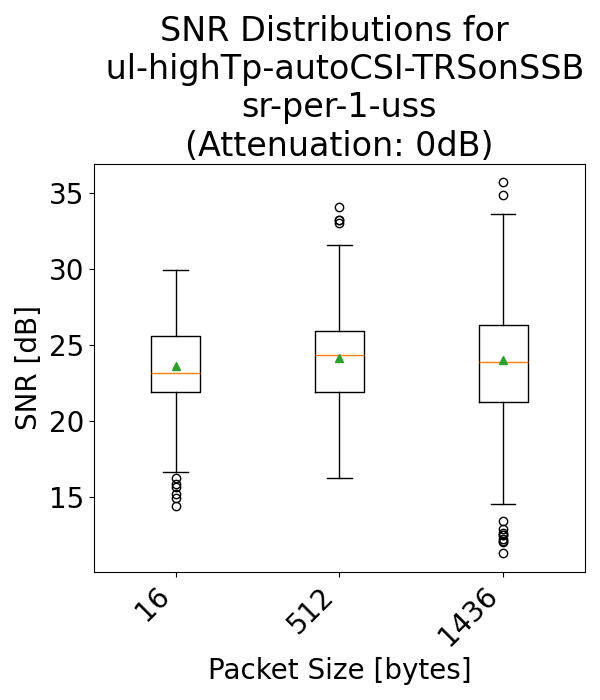 SNR Distributions for
ul-highTp-autoCSI-TRSonSSB
sr-per-1-uss
(Attenuation: 0dB)
35
30
25
20
15
SNR [dB]
16
512
1436
Packet Size [bytes]